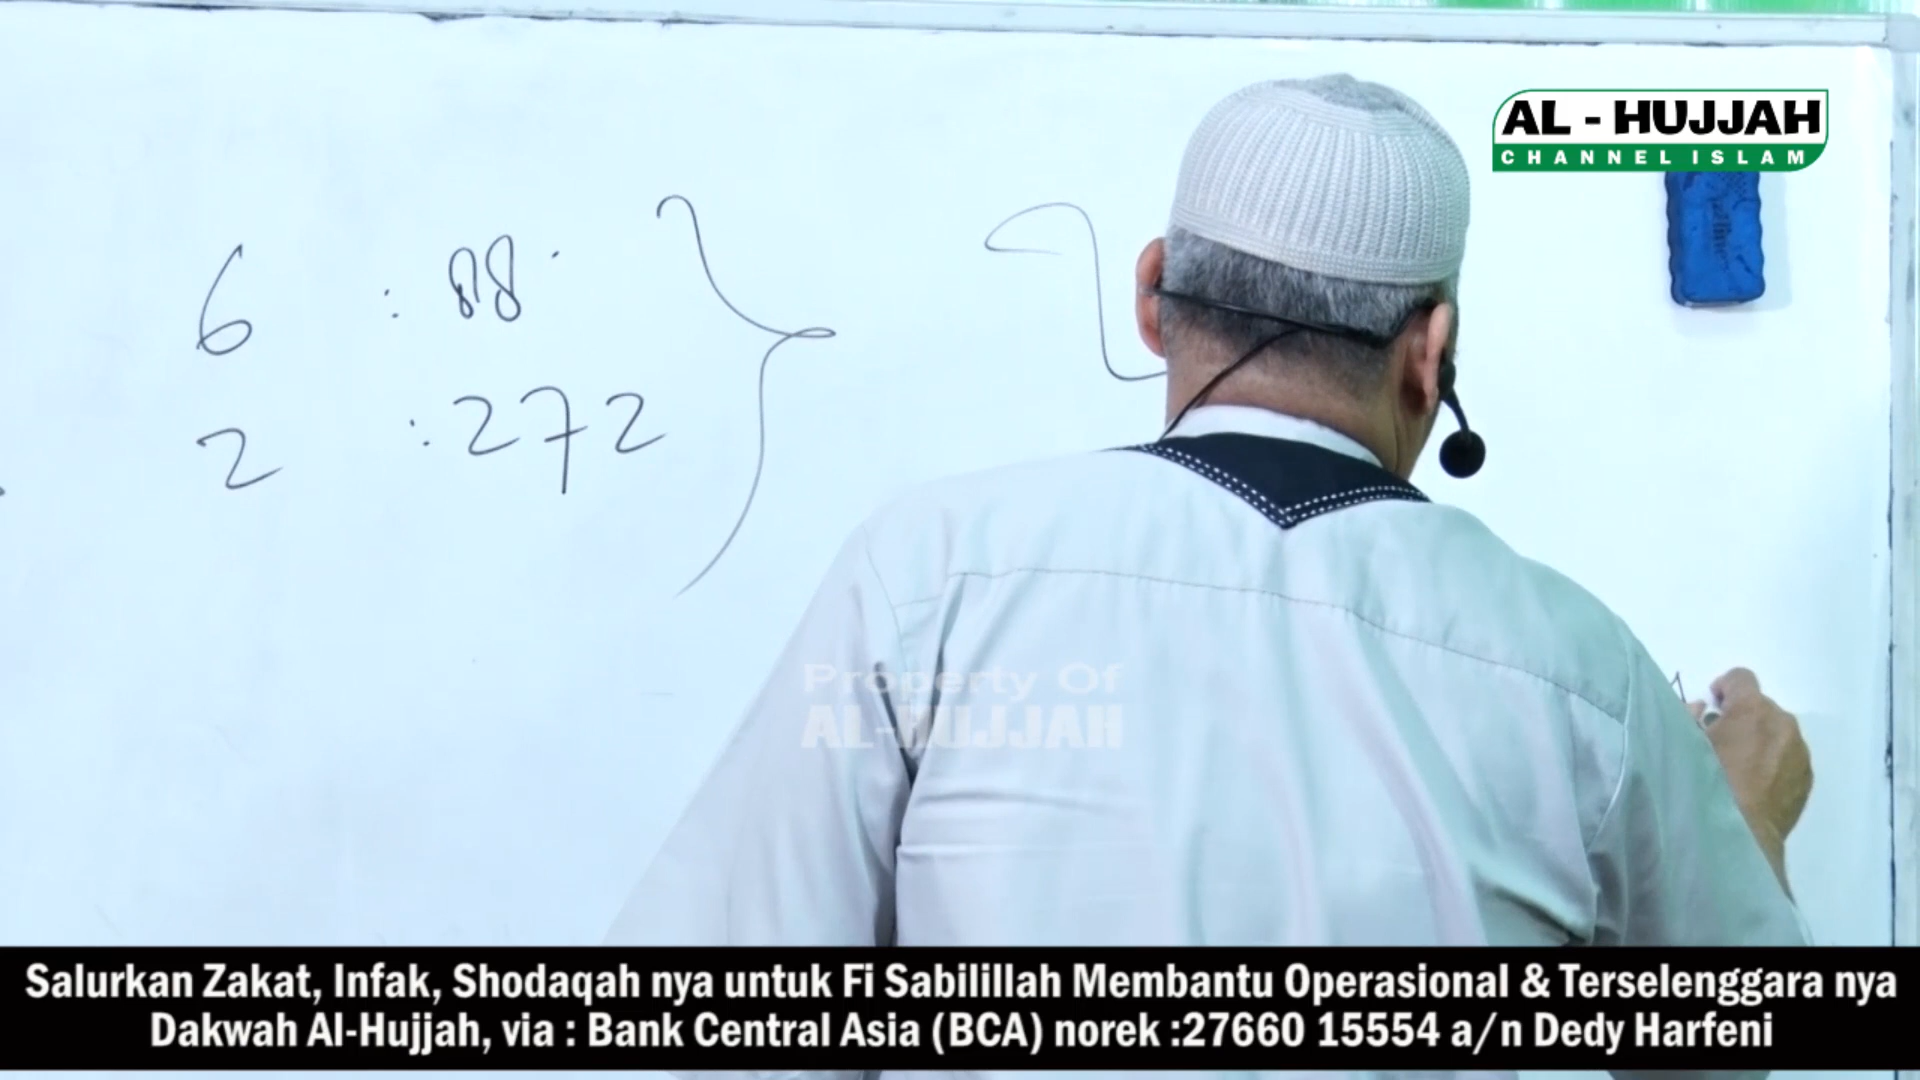 AL - HUJJAH
CHANNEL ISLAM
6 : 88
2 : 272
Property Of
AL-HUJJAH
Salurkan Zakat, Infak, Shodaqah nya untuk Fi Sabilillah Membantu Operasional & Terselenggara nya
Dakwah Al-Hujjah, via : Bank Central Asia (BCA) norek :27660 15554 a/n Dedy Harfeni